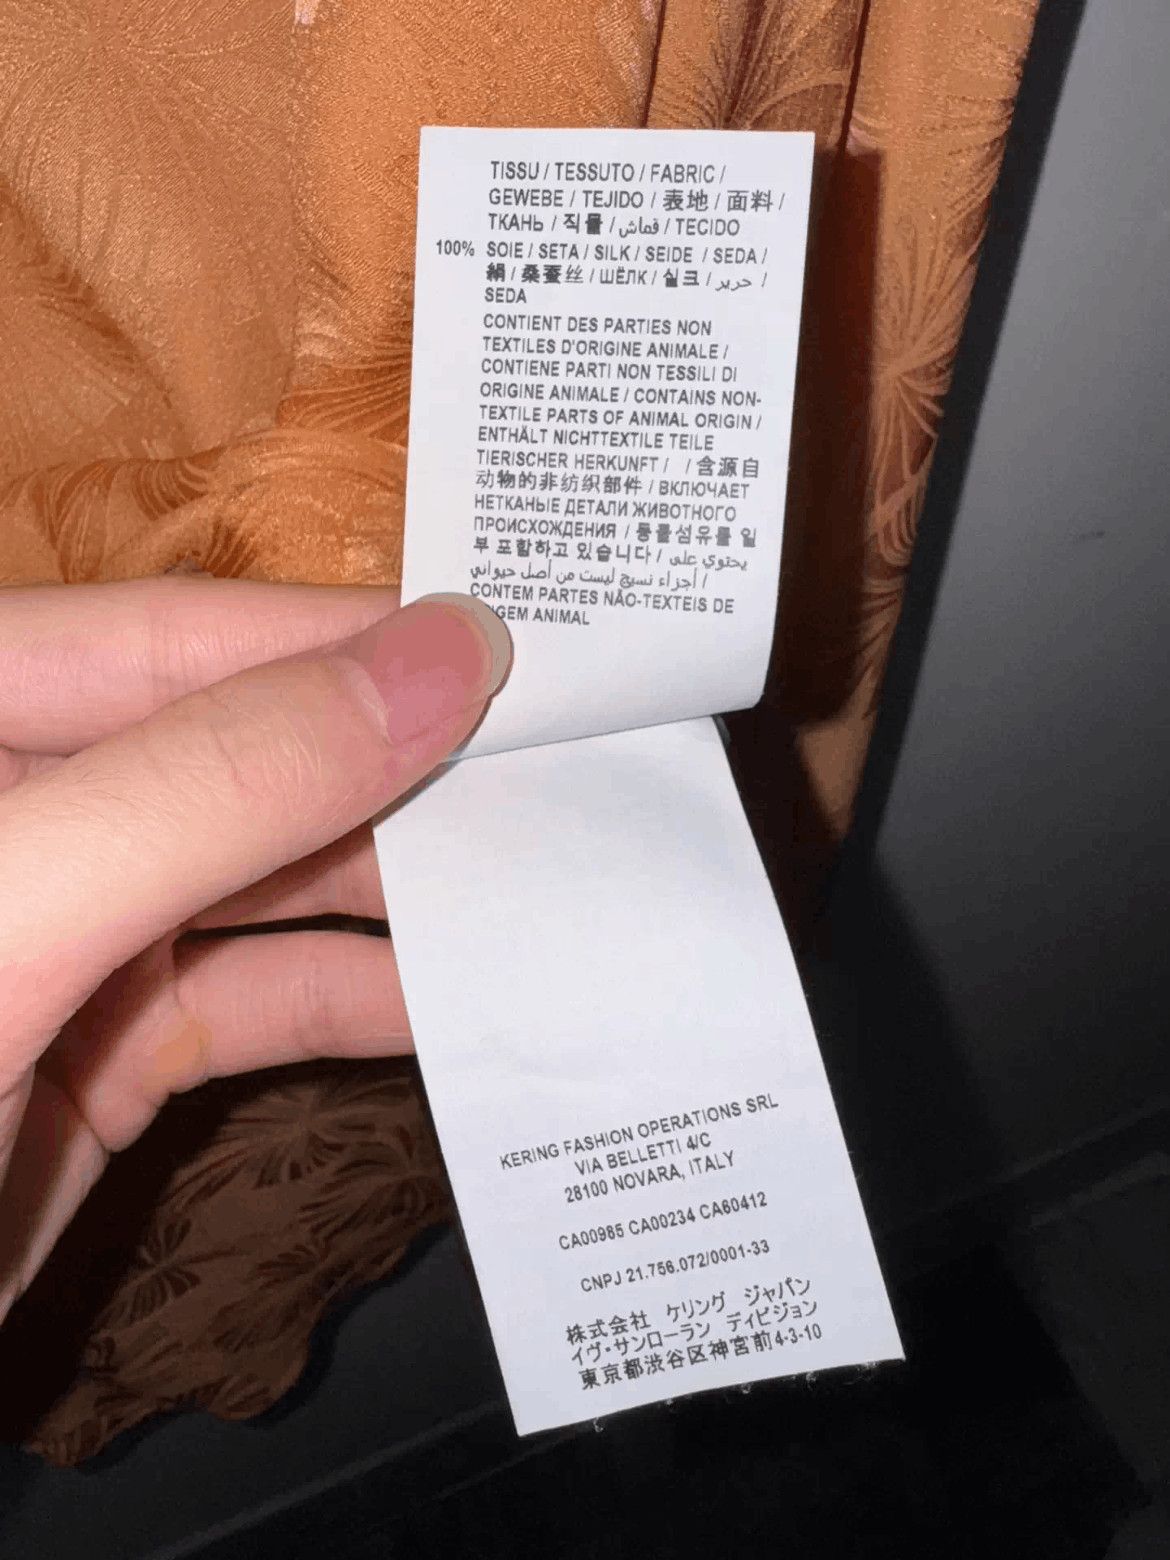 TISSU / TESSUTO / FABRIC /
GEWEBE / TEJIDO / 表地 / 面料 /
ТКАНЬ / 직물 / قماش / TECIDO
100% SOIE / SETA / SILK / SEIDE / SEDA /
絹 / 桑蚕丝 / ШЁЛК / 실크 / حرير /
SEDA
CONTIENT DES PARTIES NON
TEXTILES D'ORIGINE ANIMALE /
CONTIENE PARTI NON TESSILI DI
ORIGINE ANIMALE / CONTAINS NON-
TEXTILE PARTS OF ANIMAL ORIGIN /
ENTHÄLT NICHTTEXTILE TEILE
TIERISCHER HERKUNFT / / 含源自
动物的非纺织部件 / ВКЛЮЧАЕТ
НЕТКАНЫЕ ДЕТАЛИ ЖИВОТНОГО
ПРОИСХОЖДЕНИЯ / 동물섬유를 일
부 포함하고 있습니다 / يحتوي على
أجزاء نسيج ليست من أصل حيواني /
CONTEM PARTES NÃO-TEXTEIS DE
IGEM ANIMAL
KERING FASHION OPERATIONS SRL
VIA BELLETTI 4/C
28100 NOVARA, ITALY
CA00985 CA00234 CA60412
CNPJ 21.756.072/0001-33
株式会社 ケリング ジャパン
イヴ・サンローラン ディビジョン
東京都渋谷区神宮前4-3-10